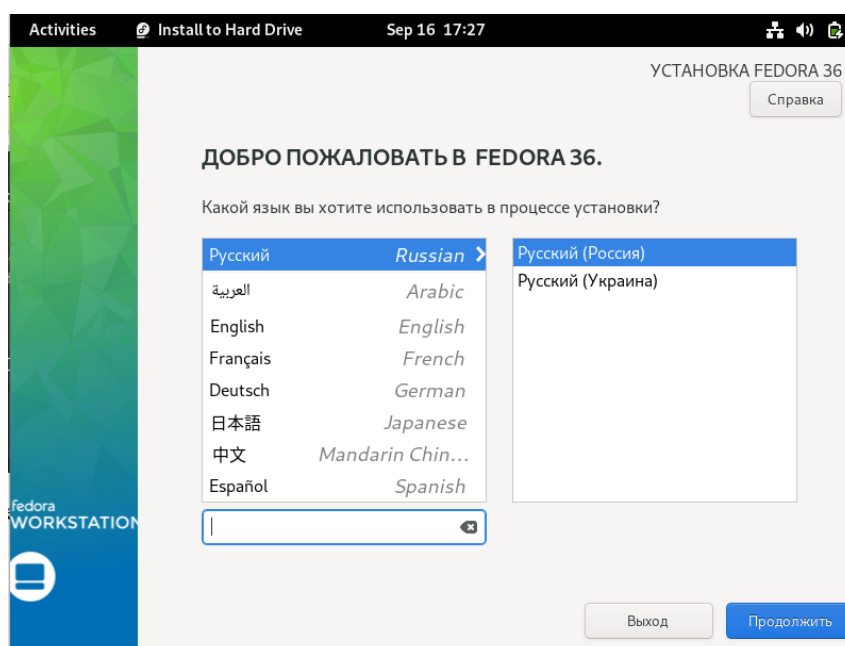 Activities Install to Hard Drive Sep 16 17:27
УСТАНОВКА FEDORA 36
Справка
ДОБРО ПОЖАЛОВАТЬ В FEDORA 36.
Какой язык вы хотите использовать в процессе установки?
Русский Russian
العربية Arabic
English English
Français French
Deutsch German
日本語 Japanese
中文 Mandarin Chin...
Español Spanish
Русский (Россия)
Русский (Украина)
fedora
WORKSTATION
Выход Продолжить